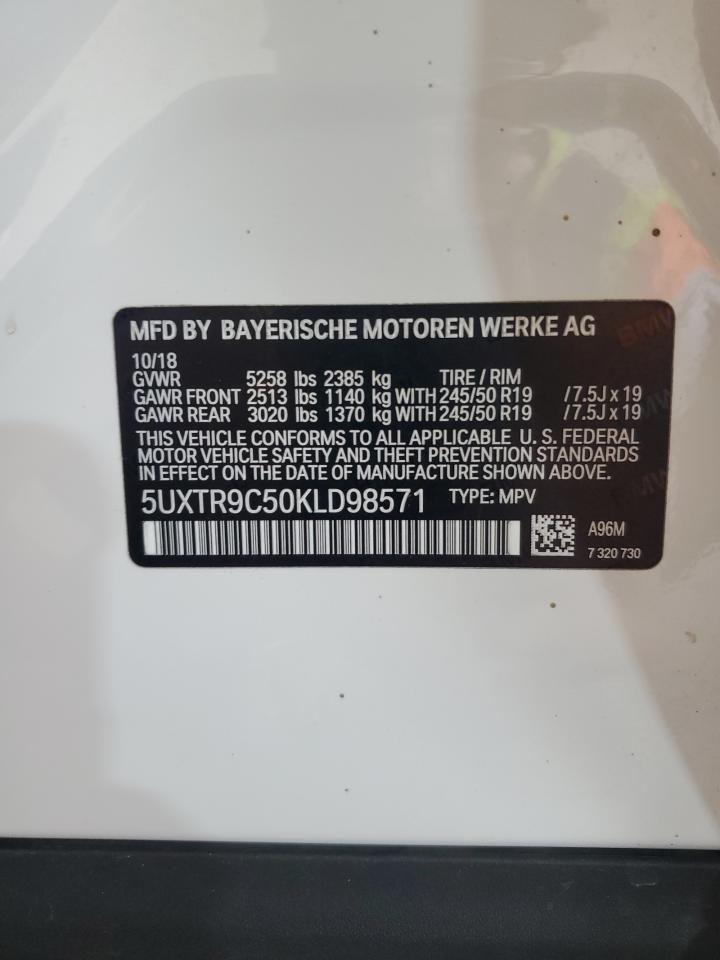 MFD BY BAYERISCHE MOTOREN WERKE AG
10/18
GVWR 5258 lbs 2385 kg TIRE / RIM
GAWR FRONT 2513 lbs 1140 kg WITH 245/50 R19 / 7.5J x 19
GAWR REAR 3020 lbs 1370 kg WITH 245/50 R19 / 7.5J x 19
THIS VEHICLE CONFORMS TO ALL APPLICABLE U. S. FEDERAL
MOTOR VEHICLE SAFETY AND THEFT PREVENTION STANDARDS
IN EFFECT ON THE DATE OF MANUFACTURE SHOWN ABOVE.
5UXTR9C50KLD98571 TYPE: MPV
A96M
7 320 730